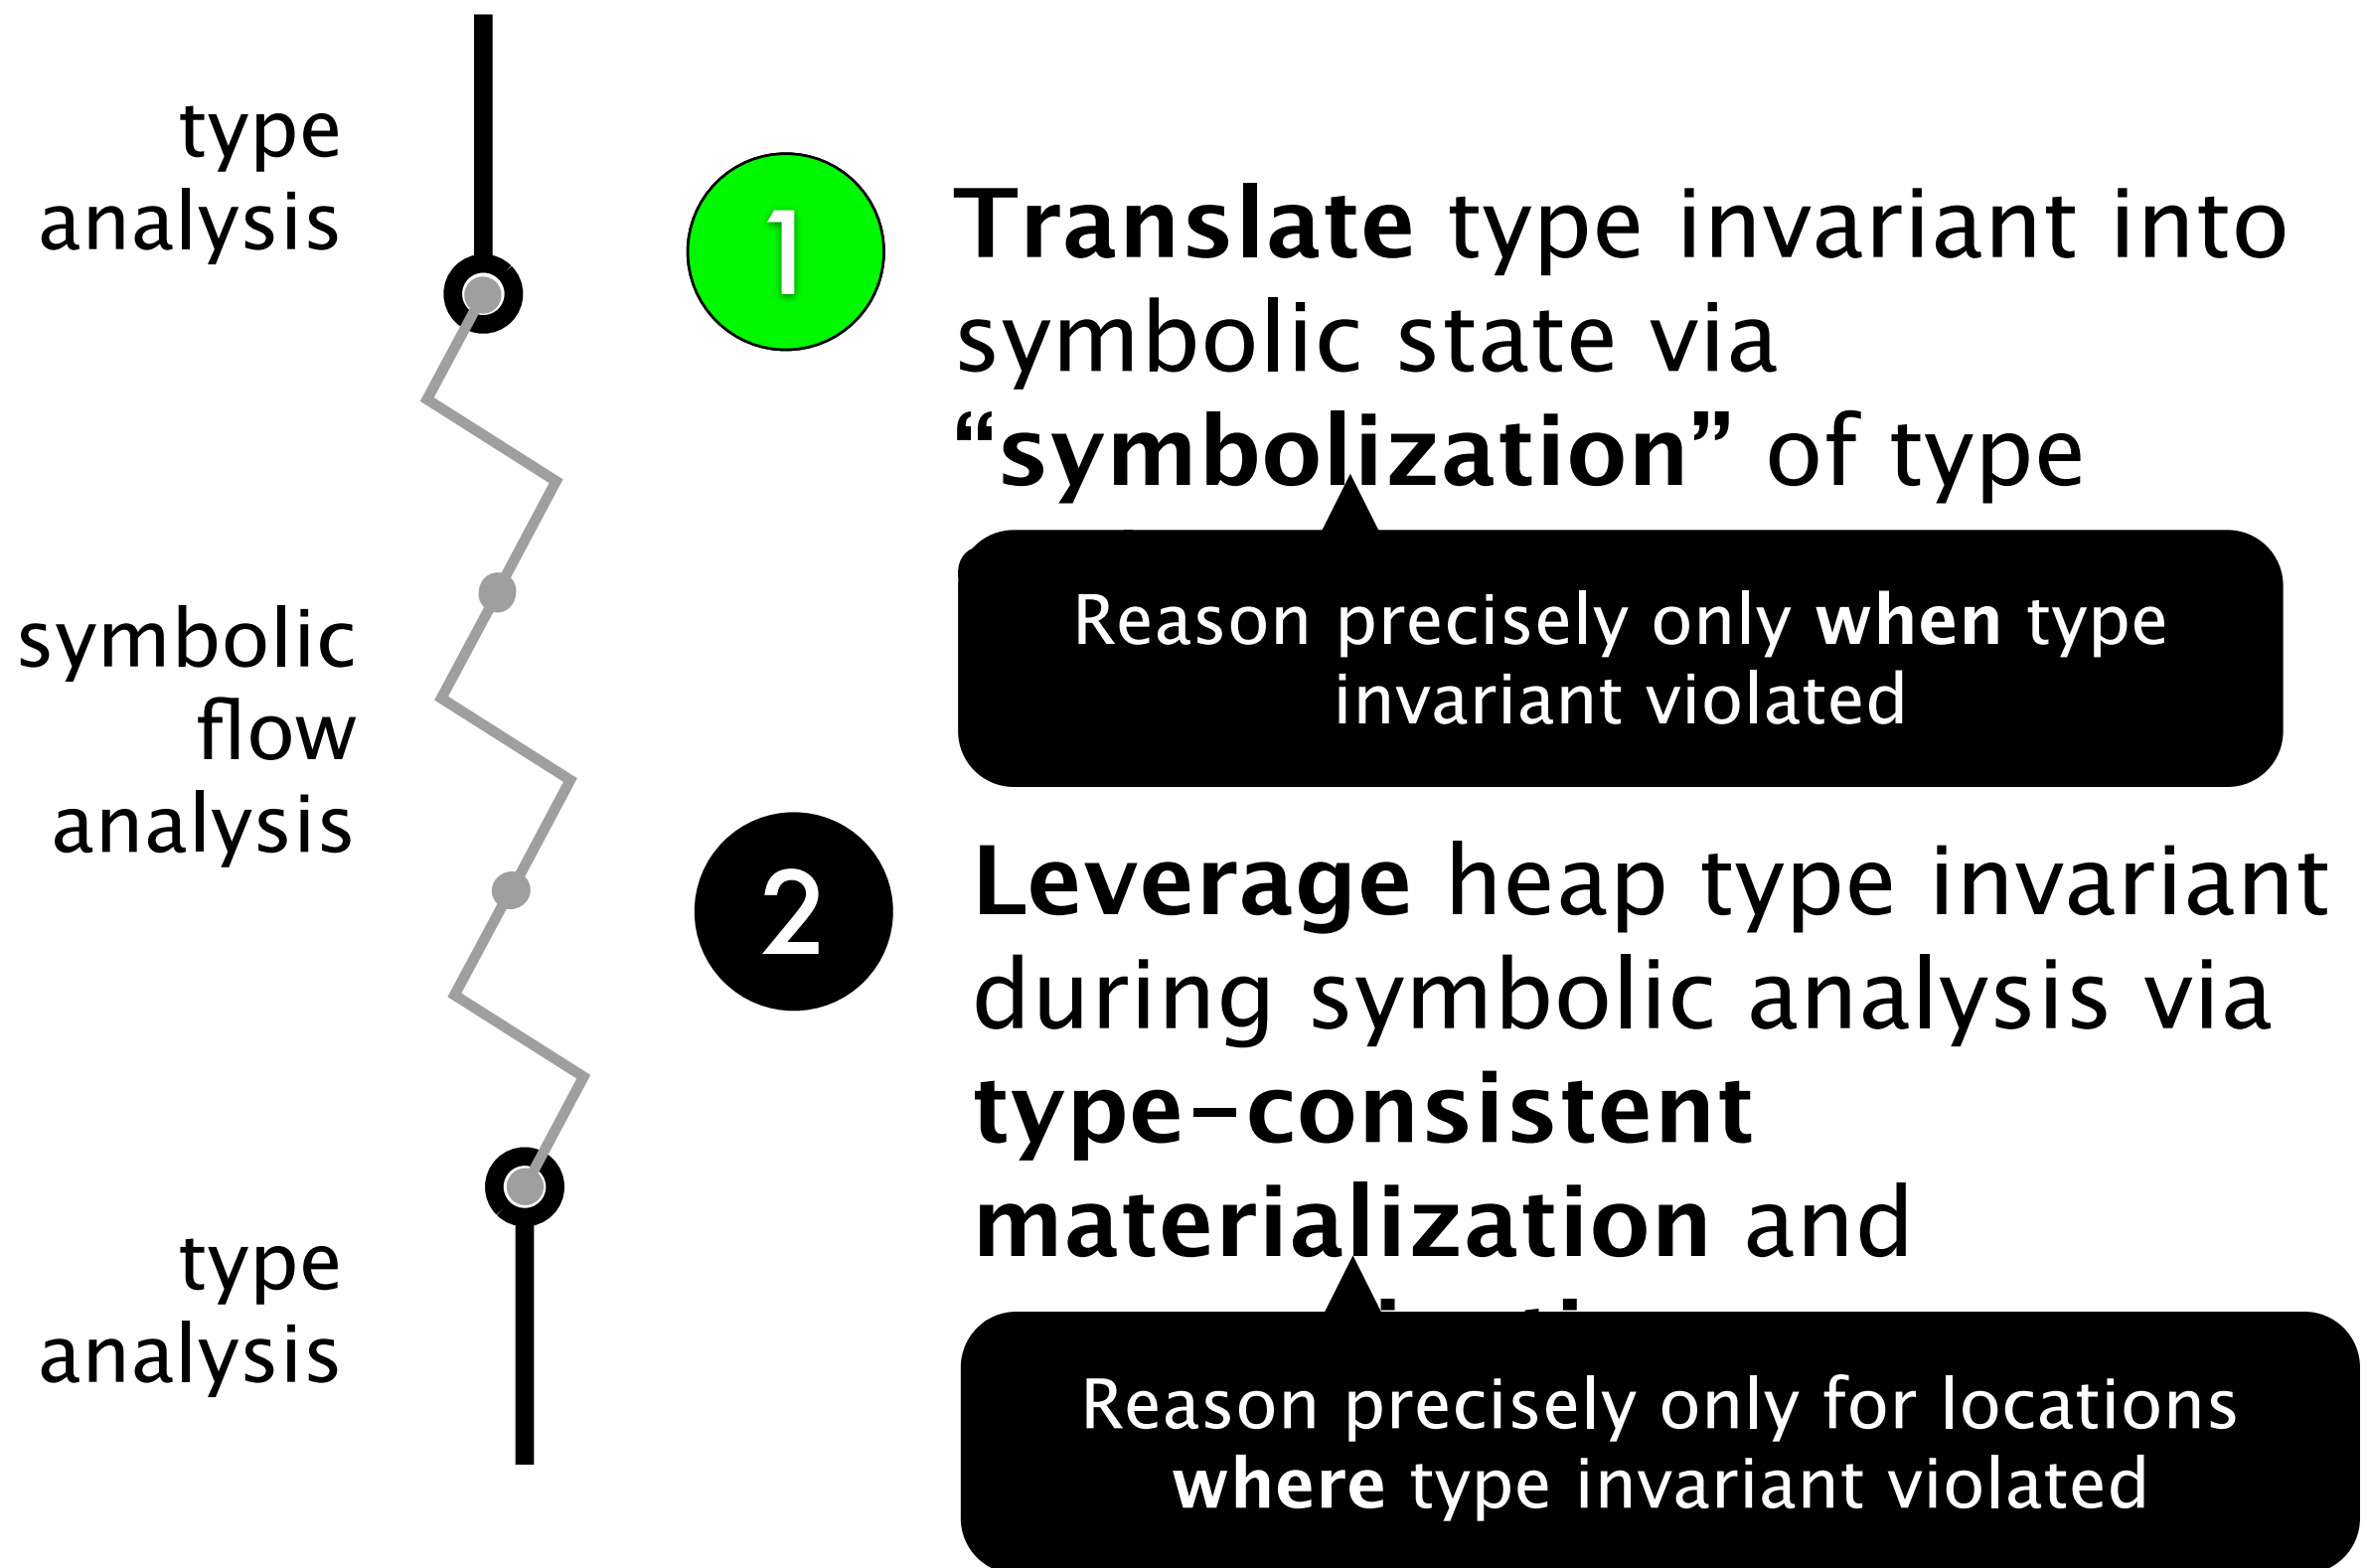 type
analysis
symbolic
flow
analysis
type
analysis
1
Translate type invariant into
symbolic state via
“symbolization” of type
Reason precisely only when type
invariant violated
2
Leverage heap type invariant
during symbolic analysis via
type-consistent
materialization and
Reason precisely only for locations
where type invariant violated